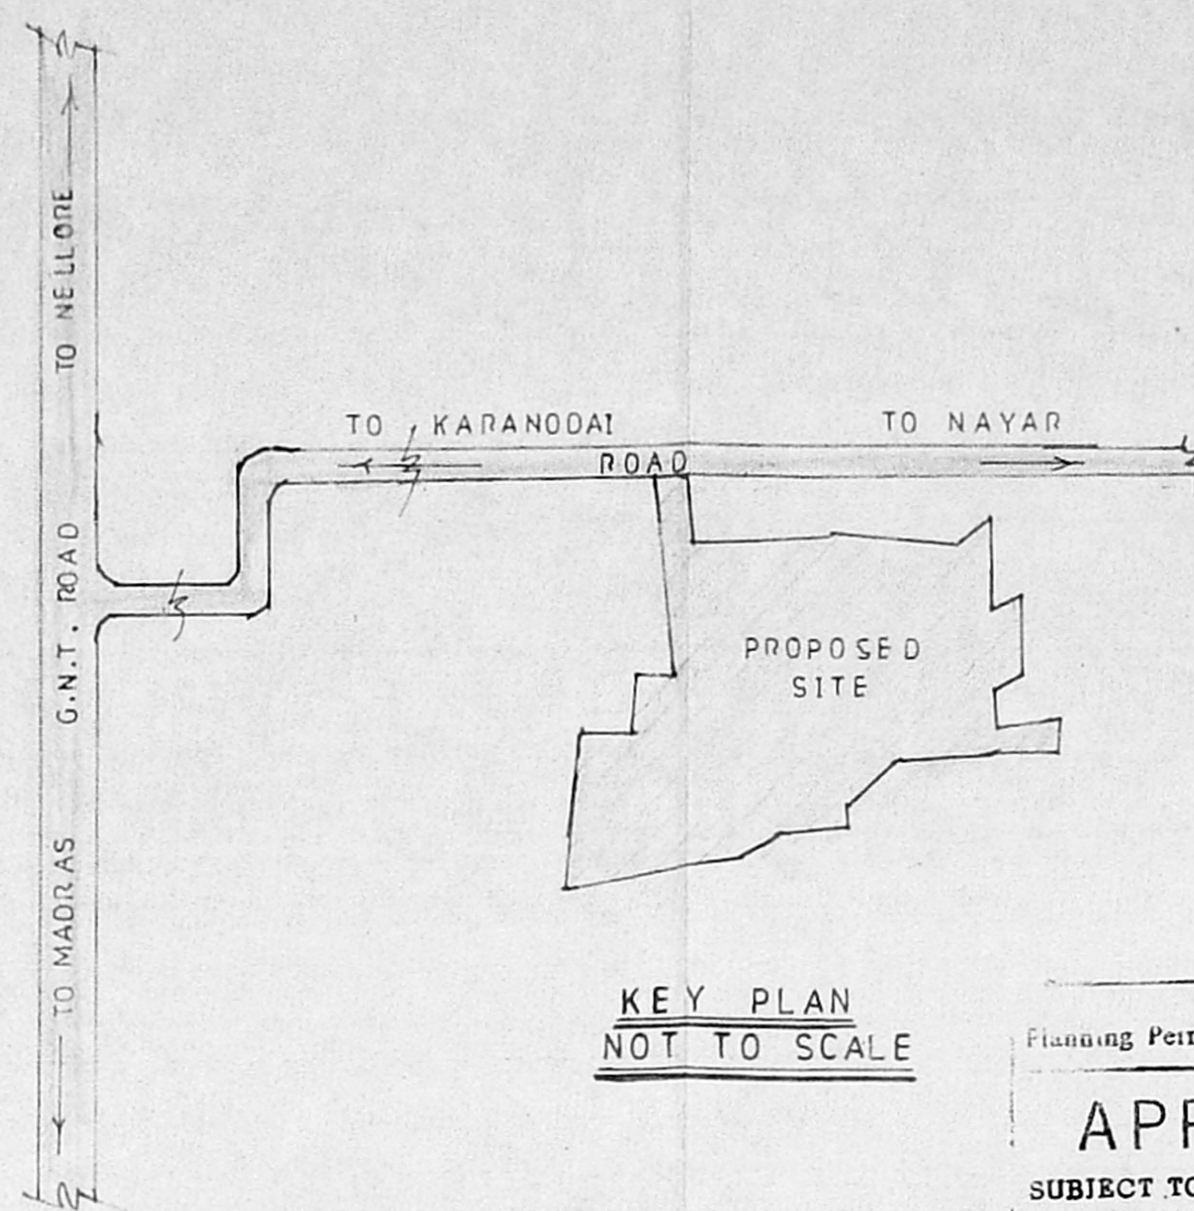 TO NELLORE
G.N.T. ROAD
TO MADRAS
TO KARANODAI
TO NAYAR
ROAD
PROPOSED
SITE
KEY PLAN
NOT TO SCALE
Planning
SUBJECT TO